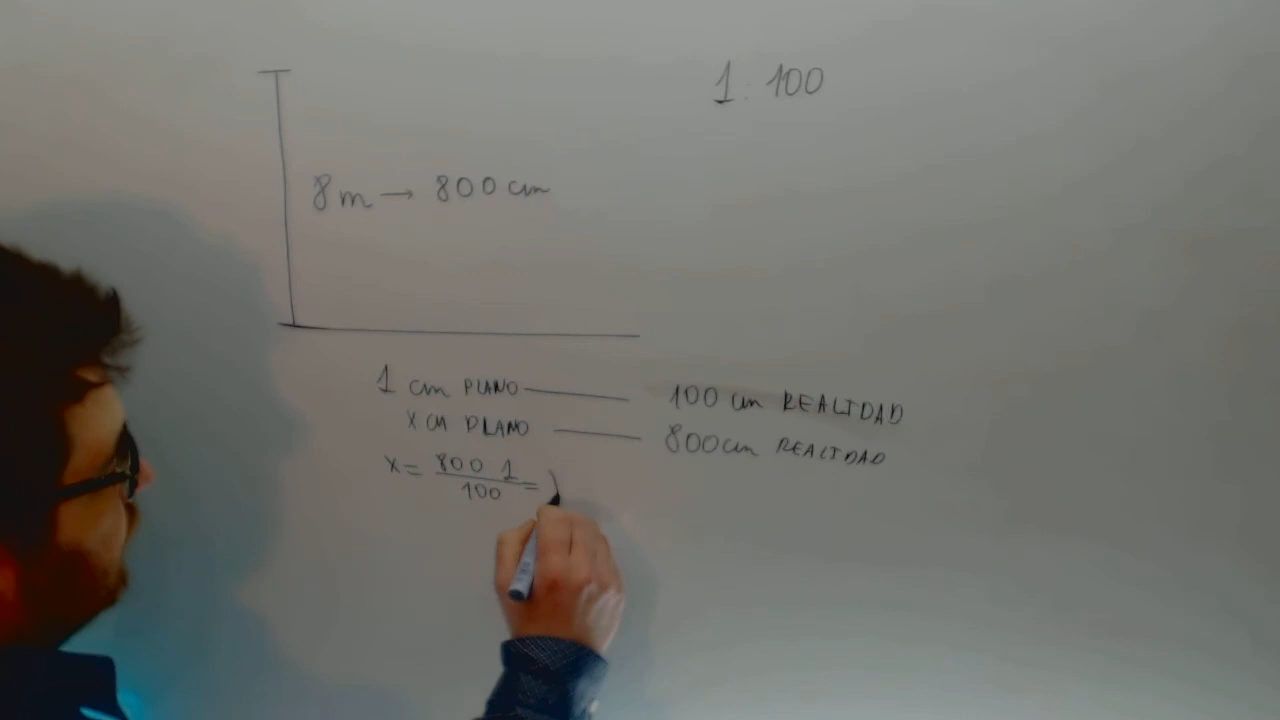 1 : 100
8m → 800 cm
1 cm PLANO —— 100 cm REALIDAD
x cm PLANO —— 800cm REALIDAD
x = 800 1 / 100 =